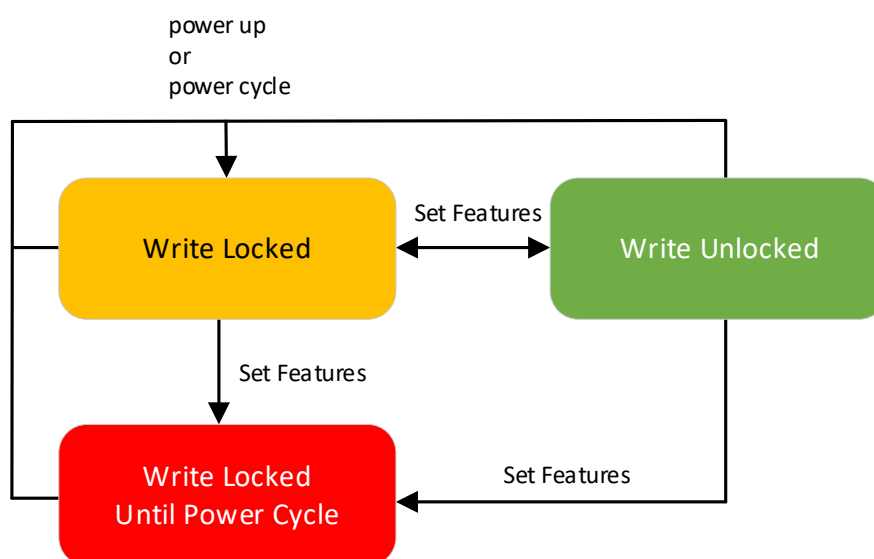 power up
or
power cycle
Write Locked
Set Features
Write Unlocked
Set Features
Write Locked
Until Power Cycle
Set Features